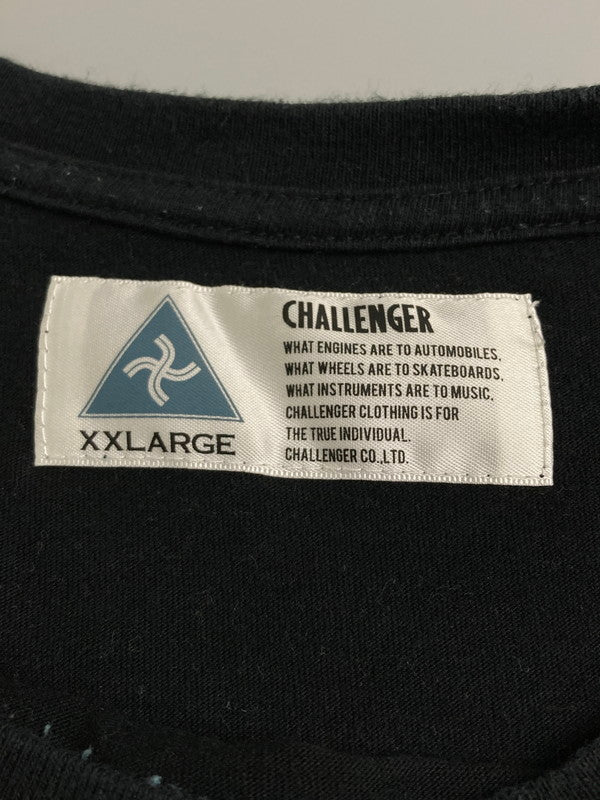 XXLARGE
CHALLENGER
WHAT ENGINES ARE TO AUTOMOBILES,
WHAT WHEELS ARE TO SKATEBOARDS,
WHAT INSTRUMENTS ARE TO MUSIC,
CHALLENGER CLOTHING IS FOR
THE TRUE INDIVIDUAL.
CHALLENGER CO.,LTD.